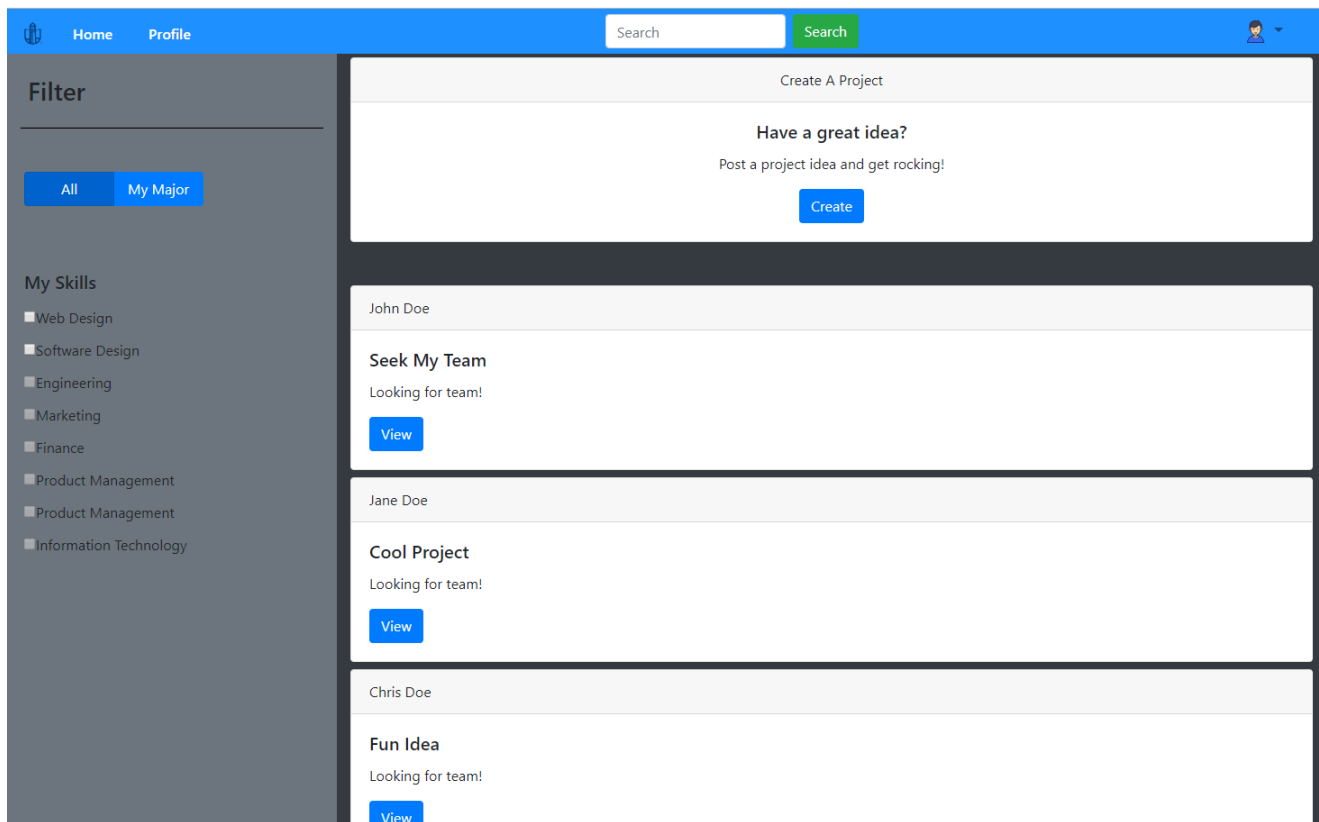 Home Profile Search Search
Filter
All My Major
My Skills
Web Design
Software Design
Engineering
Marketing
Finance
Product Management
Product Management
Information Technology
Create A Project
Have a great idea?
Post a project idea and get rocking!
Create
John Doe
Seek My Team
Looking for team!
View
Jane Doe
Cool Project
Looking for team!
View
Chris Doe
Fun Idea
Looking for team!
View